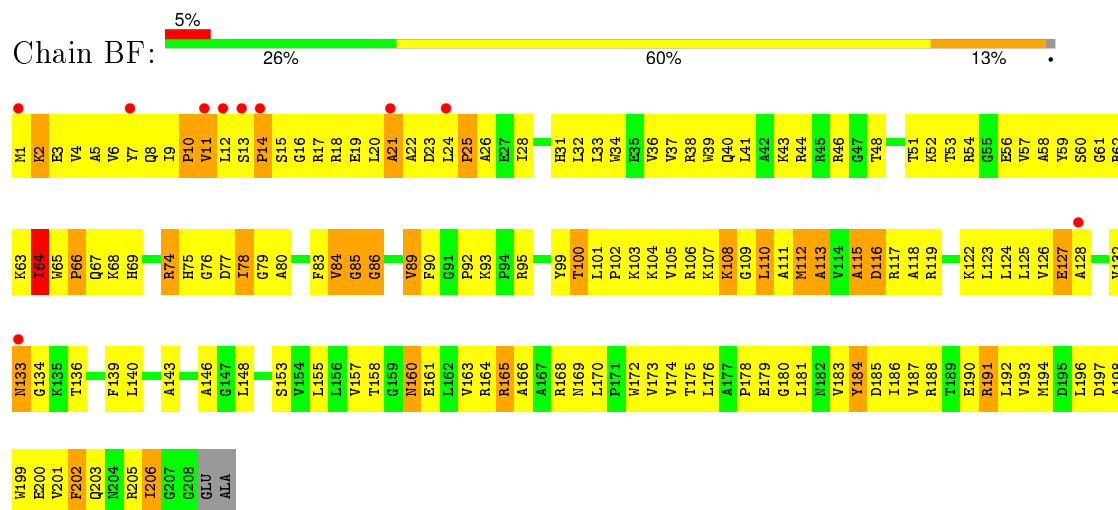 5%
Chain BF:
26% 60% 13% •
M1 K2 E3 V4 A5 V6 Y7 Q8 I9 P10 V11 L12 S13 P14 S15 G16 R17 R18 E19 L20 A21 A22 D23 L24 P25 A26 E27 I28 H31 L32 L33 W34 E35 V36 V37 R38 W39 Q40 L41 A42 K43 R44 R45 R46 G47 T48 T51 K52 T53 R54 G55 E56 V57 A58 Y59 S60 G61
K63 I64 W65 P66 Q67 K68 H69 R74 H75 G76 D77 I78 G79 A80 F83 V84 G85 G86 V89 F90 G91 P92 K93 P94 R95 Y99 T100 L101 P102 K103 K104 V105 R106 K107 K108 G109 L110 A111 M112 A113 V114 A115 D116 R117 A118 R119 K122 L123 L124 L125 V126 E127 A128
N133 G134 K135 T136 F139 L140 A143 A146 G147 L148 S153 V154 L155 L156 V157 T158 G159 N160 E161 L162 V163 R164 R165 A166 A167 R168 N169 L170 P171 W172 V173 V174 T175 L176 A177 P178 E179 G180 L181 N182 V183 Y184 D185 I186 V187 R188 T189 E190 R191 L192 V193 M194 D195 L196 D197
W199 E200 V201 F202 Q203 N204 R205 I206 G207 G208 GLU ALA